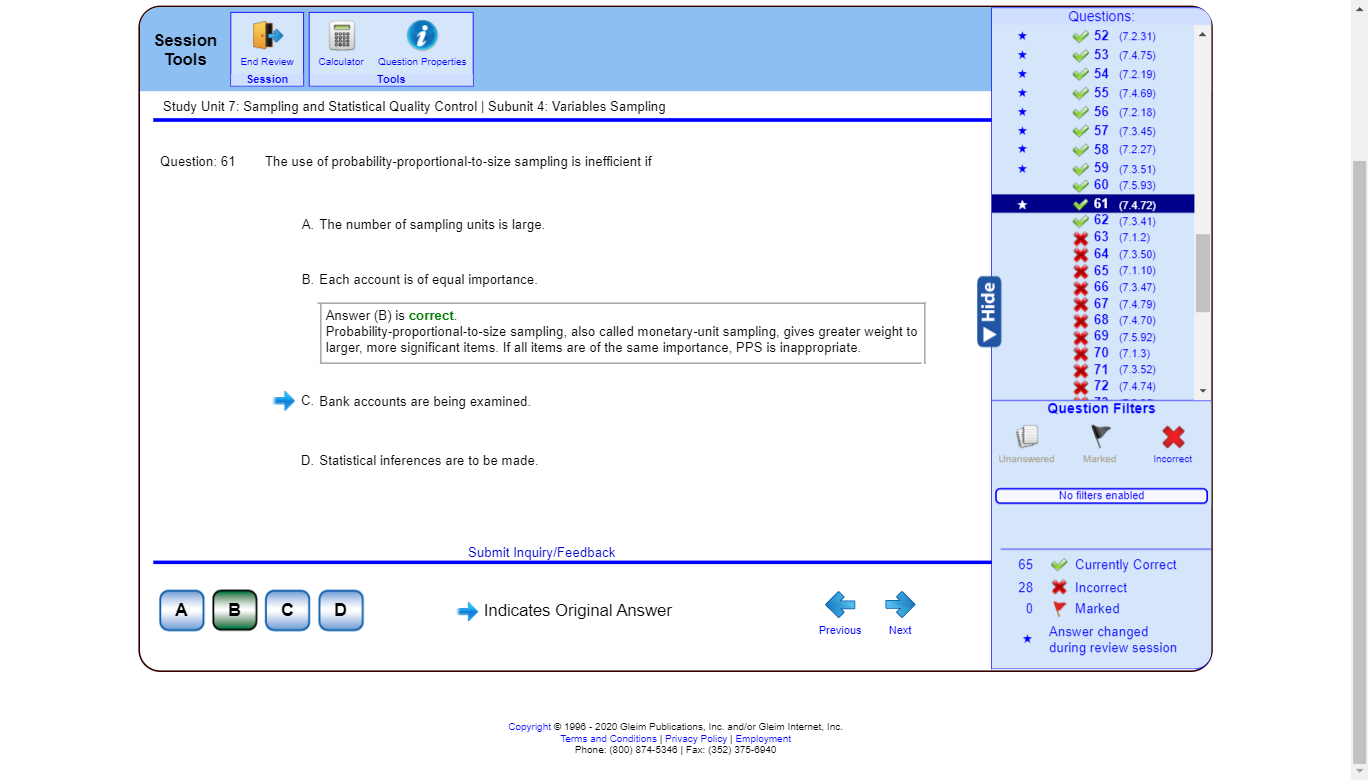 Session
Tools
End Review
Session
Calculator
Question Properties
Tools
Study Unit 7: Sampling and Statistical Quality Control | Subunit 4: Variables Sampling
Question: 61
The use of probability-proportional-to-size sampling is inefficient if
A. The number of sampling units is large.
B. Each account is of equal importance.
Answer (B) is correct.
Probability-proportional-to-size sampling, also called monetary-unit sampling, gives greater weight to
larger, more significant items. If all items are of the same importance, PPS is inappropriate.
C. Bank accounts are being examined.
D. Statistical inferences are to be made.
Submit Inquiry/Feedback
A
B
C
D
Indicates Original Answer
Previous
Next
Hide
Questions:
52 (7.2.31)
53 (7.4.75)
54 (7.2.19)
55 (7.4.69)
56 (7.2.18)
57 (7.3.45)
58 (7.2.27)
59 (7.3.51)
60 (7.5.93)
61 (7.4.72)
62 (7.3.41)
63 (7.1.2)
64 (7.3.50)
65 (7.1.10)
66 (7.3.47)
67 (7.4.79)
68 (7.4.70)
69 (7.5.92)
70 (7.1.3)
71 (7.3.52)
72 (7.4.74)
Question Filters
Unanswered
Marked
Incorrect
No filters enabled
65 Currently Correct
28 Incorrect
0 Marked
Answer changed
during review session
Copyright © 1996 - 2020 Gleim Publications, Inc. and/or Gleim Internet, Inc.
Terms and Conditions | Privacy Policy | Employment
Phone: (800) 874-5346 | Fax: (352) 375-6940